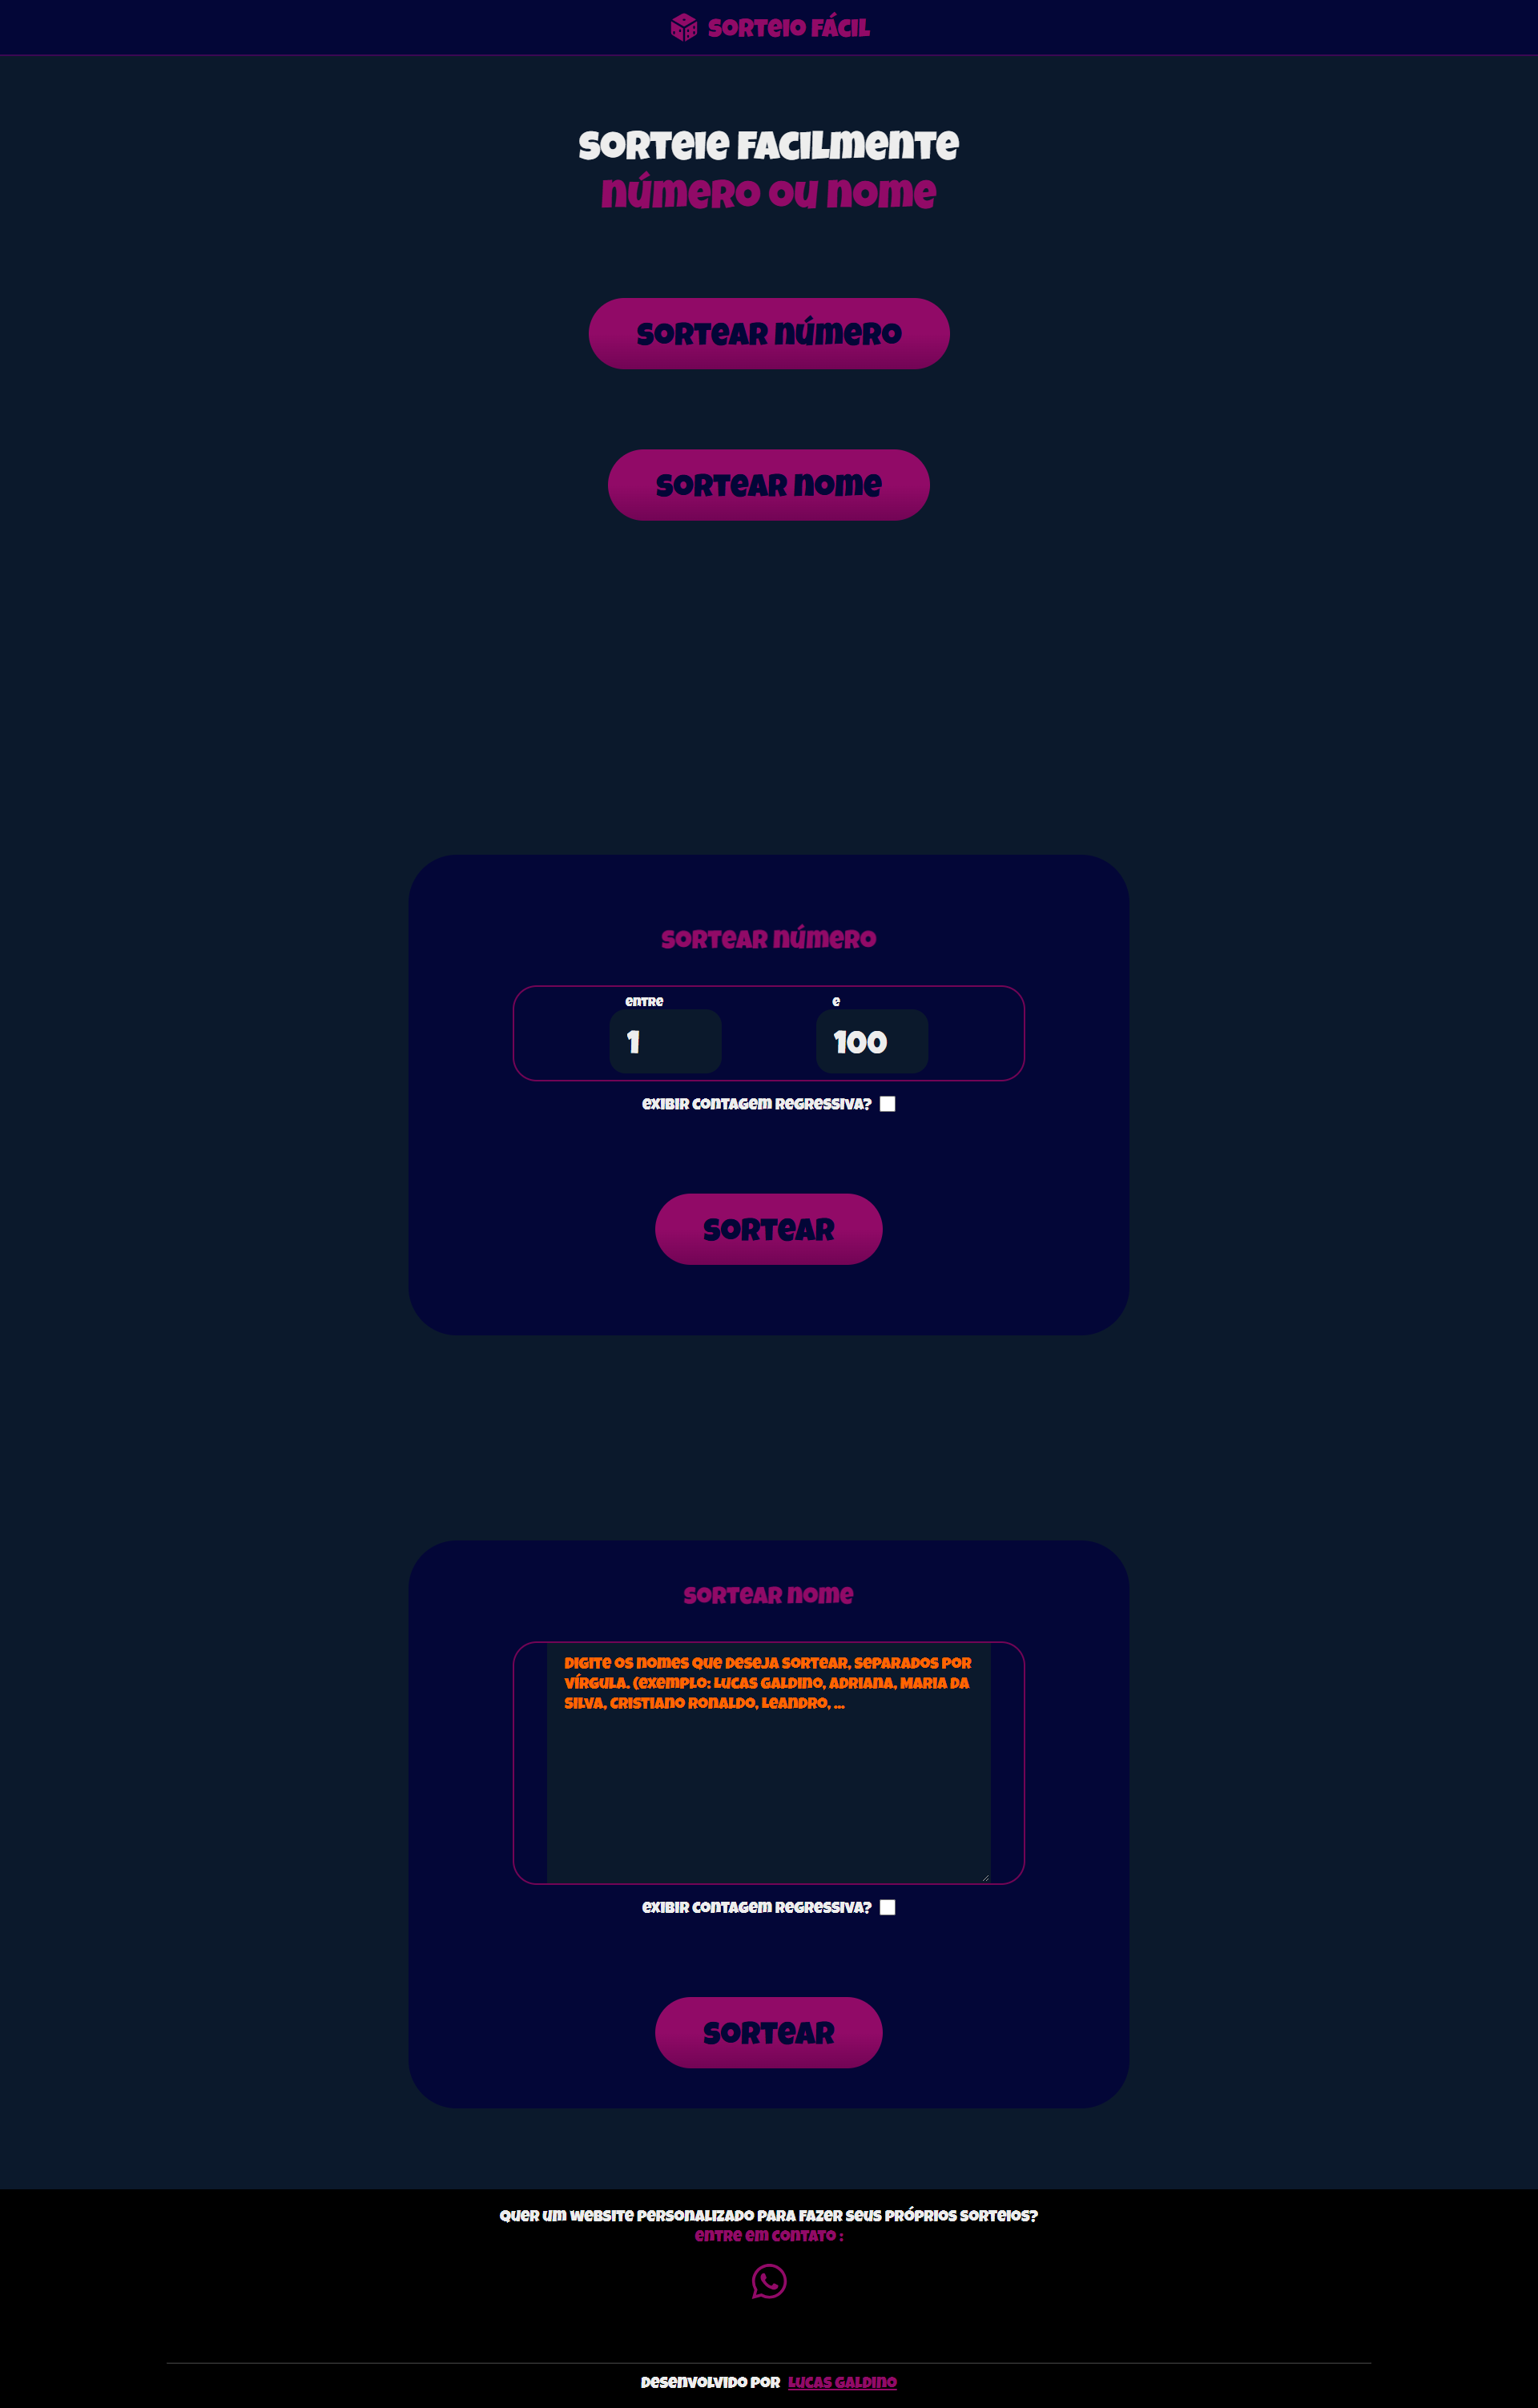 Sorteio Fácil
Sorteie facilmente
número ou nome
Sortear número
Sortear nome
Sortear número
entre
e
1
100
Exibir contagem regressiva?
Sortear
Sortear nome
Digite os nomes que deseja sortear, separados por
vírgula. (exemplo: Lucas Galdino, Adriana, Maria da
Silva, Cristiano Ronaldo, Leandro, ...
Exibir contagem regressiva?
Sortear
Quer um website personalizado para fazer seus próprios sorteios?
Entre em contato :
Desenvolvido por Lucas Galdino